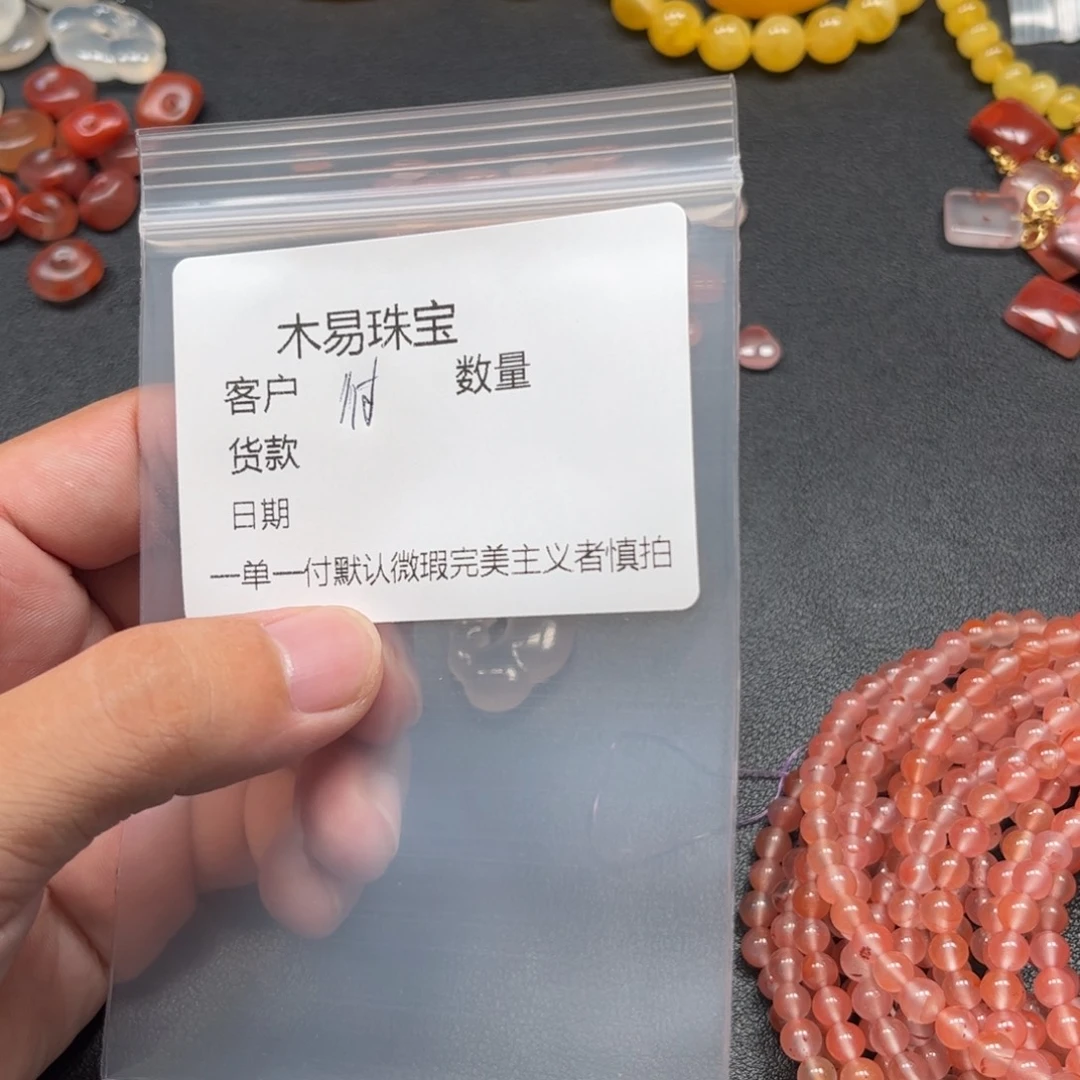 木易珠宝
客户 数量
货款
日期
一单一付默认微瑕完美主义者慎拍